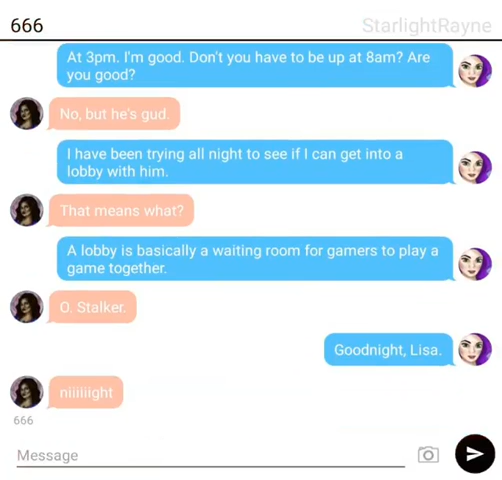 666
StarlightRayne
At 3pm. I'm good. Don't you have to be up at 8am? Are
you good?
No, but he's gud.
I have been trying all night to see if I can get into a
lobby with him.
That means what?
A lobby is basically a waiting room for gamers to play a
game together.
O. Stalker.
Goodnight, Lisa.
niiiiiight
666
Message